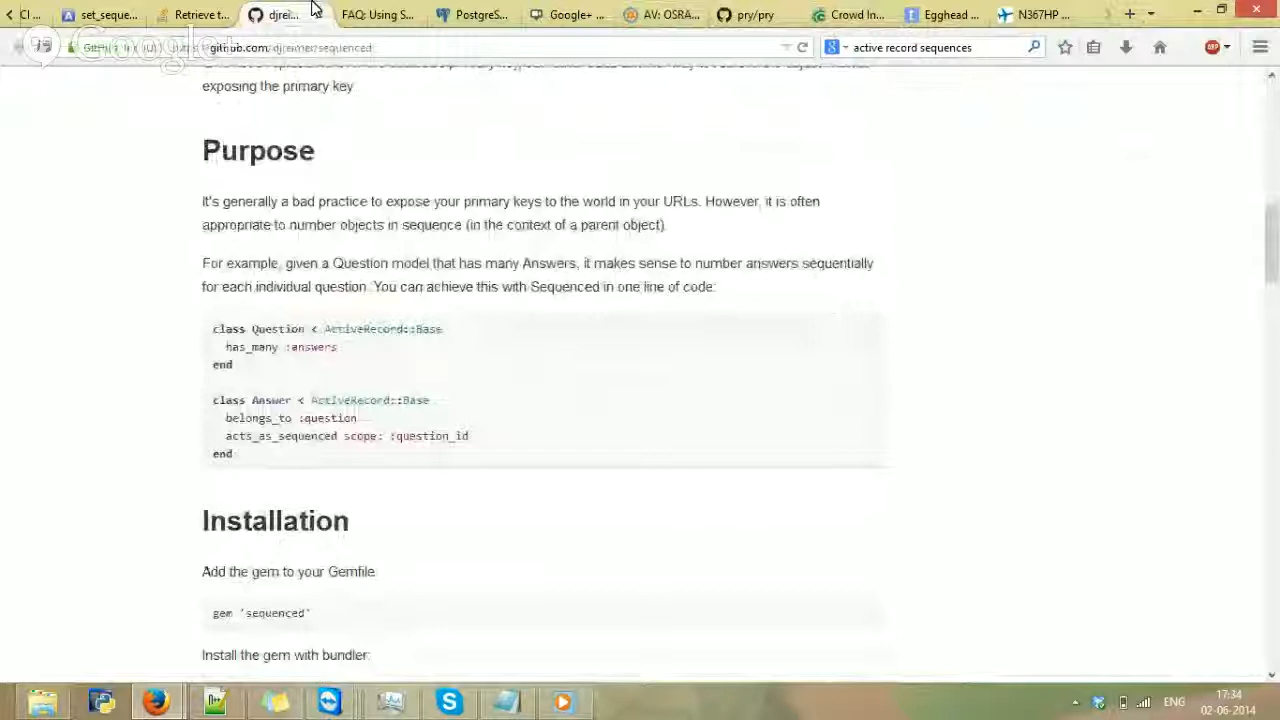 set_seque...
Retrieve t...
djrei...
FAQ: Using S...
PostgreS...
Google+ ...
AV: OSRA...
pry/pry
Crowd In...
Egghead ...
N367HP ...
github.com/djreimer/sequenced
active record sequences
exposing the primary key
Purpose
It's generally a bad practice to expose your primary keys to the world in your URLs. However, it is often
appropriate to number objects in sequence (in the context of a parent object).
For example, given a Question model that has many Answers, it makes sense to number answers sequentially
for each individual question. You can achieve this with Sequenced in one line of code:
class Question < ActiveRecord::Base
has_many :answers
end
class Answer < ActiveRecord::Base
belongs_to :question
acts_as_sequenced scope: :question_id
end
Installation
Add the gem to your Gemfile
gem 'sequenced'
Install the gem with bundler:
ENG
17:34
02-06-2014